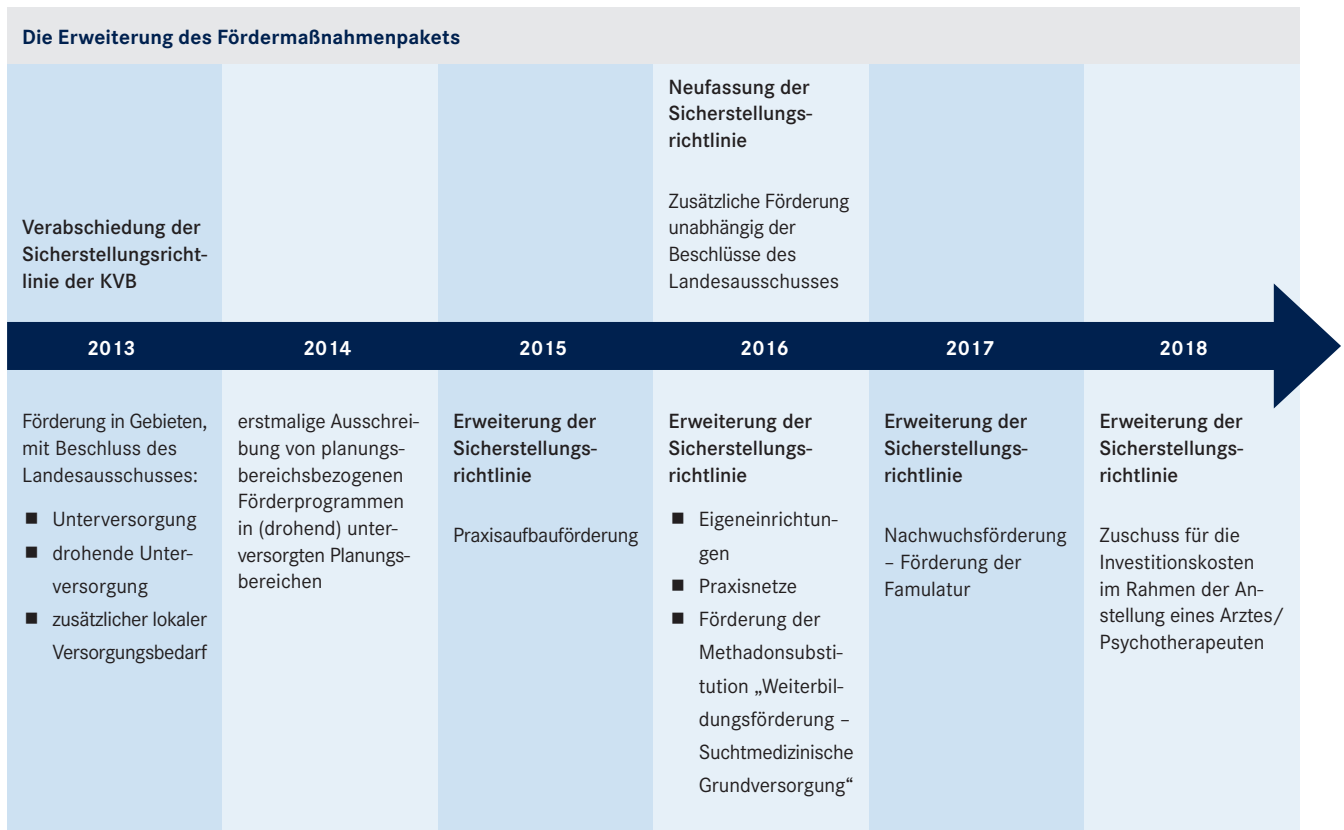 Die Erweiterung des Fördermaßnahmenpakets
Verabschiedung der
Sicherstellungsricht-
linie der KVB
Neufassung der
Sicherstellungs-
richtlinie
Zusätzliche Förderung
unabhängig der
Beschlüsse des
Landesausschusses
2013
2014
2015
2016
2017
2018
Förderung in Gebieten,
mit Beschluss des
Landesausschusses:
■ Unterversorgung
■ drohende Unter-
versorgung
■ zusätzlicher lokaler
Versorgungsbedarf
erstmalige Ausschrei-
bung von planungs-
bereichsbezogenen
Förderprogrammen
in (drohend) unter-
versorgten Planungs-
bereichen
Erweiterung der
Sicherstellungs-
richtlinie
Praxisaufbauförderung
Erweiterung der
Sicherstellungs-
richtlinie
■ Eigeneinrichtun-
gen
■ Praxisnetze
■ Förderung der
Methadonsubsti-
tution „Weiterbil-
dungsförderung –
Suchtmedizinische
Grundversorgung“
Erweiterung der
Sicherstellungs-
richtlinie
Nachwuchsförderung
– Förderung der
Famulatur
Erweiterung der
Sicherstellungs-
richtlinie
Zuschuss für die
Investitionskosten
im Rahmen der An-
stellung eines Arztes/
Psychotherapeuten